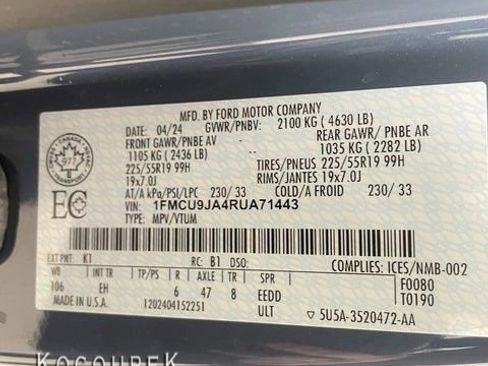 MFD. BY FORD MOTOR COMPANY
04/24 GVWR/PNBV: 2100 KG ( 4630 LB)
FRONT GAWR/PNBE AV REAR GAWR/ PNBE AR
1105 KG ( 2436 LB) 1035 KG ( 2282 LB)
225/55R19 99H TIRES/PNEUS 225/55R19 99H
19x7.0J RIMS/JANTES 19x7.0J
AT/A kPa/PSI/LPC 230/ 33 COLD/A FROID 230/ 33
VIN: 1FMCU9JA4RUA71443
TYPE: MPV/VTUM
CANADA
977
EC
EXT PNT: K1 RC: B1 DSO: COMPLIES: ICES/NMB-002
WB INT TR TP/PS R AXLE TR SPR F0080
106 EH 6 47 8 EEDD T0190
MADE IN U.S.A. 1202404152251 ULT ▽ 5U5A-3520472-AA
KOCOUREK